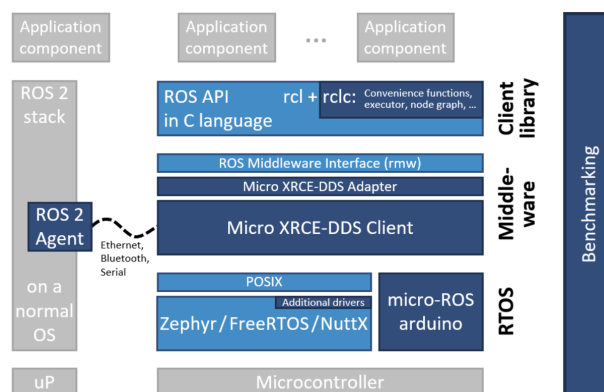 Application
component
Application
component
...
Application
component
ROS 2
stack
ROS API
in C language
rcl + rclc:
Convenience functions,
executor, node graph, ...
Client
library
ROS Middleware Interface (rmw)
Micro XRCE-DDS Adapter
Micro XRCE-DDS Client
Middle-
ware
ROS 2
Agent
Ethernet,
Bluetooth,
Serial
on a
normal
OS
POSIX
Additional drivers
Zephyr/FreeRTOS/NuttX
micro-ROS
arduino
RTOS
uP
Microcontroller
Benchmarking